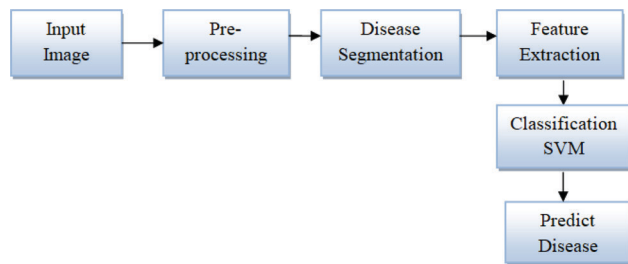 Input
Image
Pre-
processing
Disease
Segmentation
Feature
Extraction
Classification
SVM
Predict
Disease